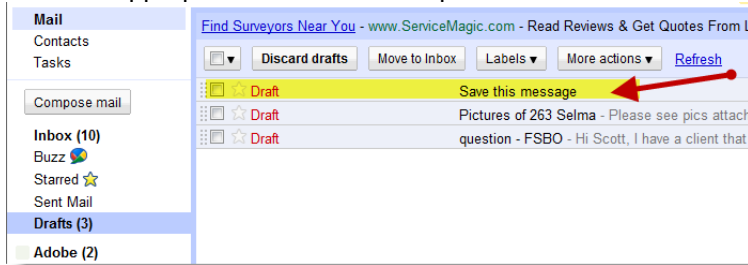 Mail
Contacts
Tasks
Compose mail
Inbox (10)
Buzz
Starred
Sent Mail
Drafts (3)
Adobe (2)
Find Surveyors Near You - www.ServiceMagic.com - Read Reviews & Get Quotes From
Discard drafts Move to Inbox Labels ▼ More actions ▼ Refresh
Draft Save this message
Draft Pictures of 263 Selma - Please see pics attach
Draft question - FSBO - Hi Scott, I have a client that